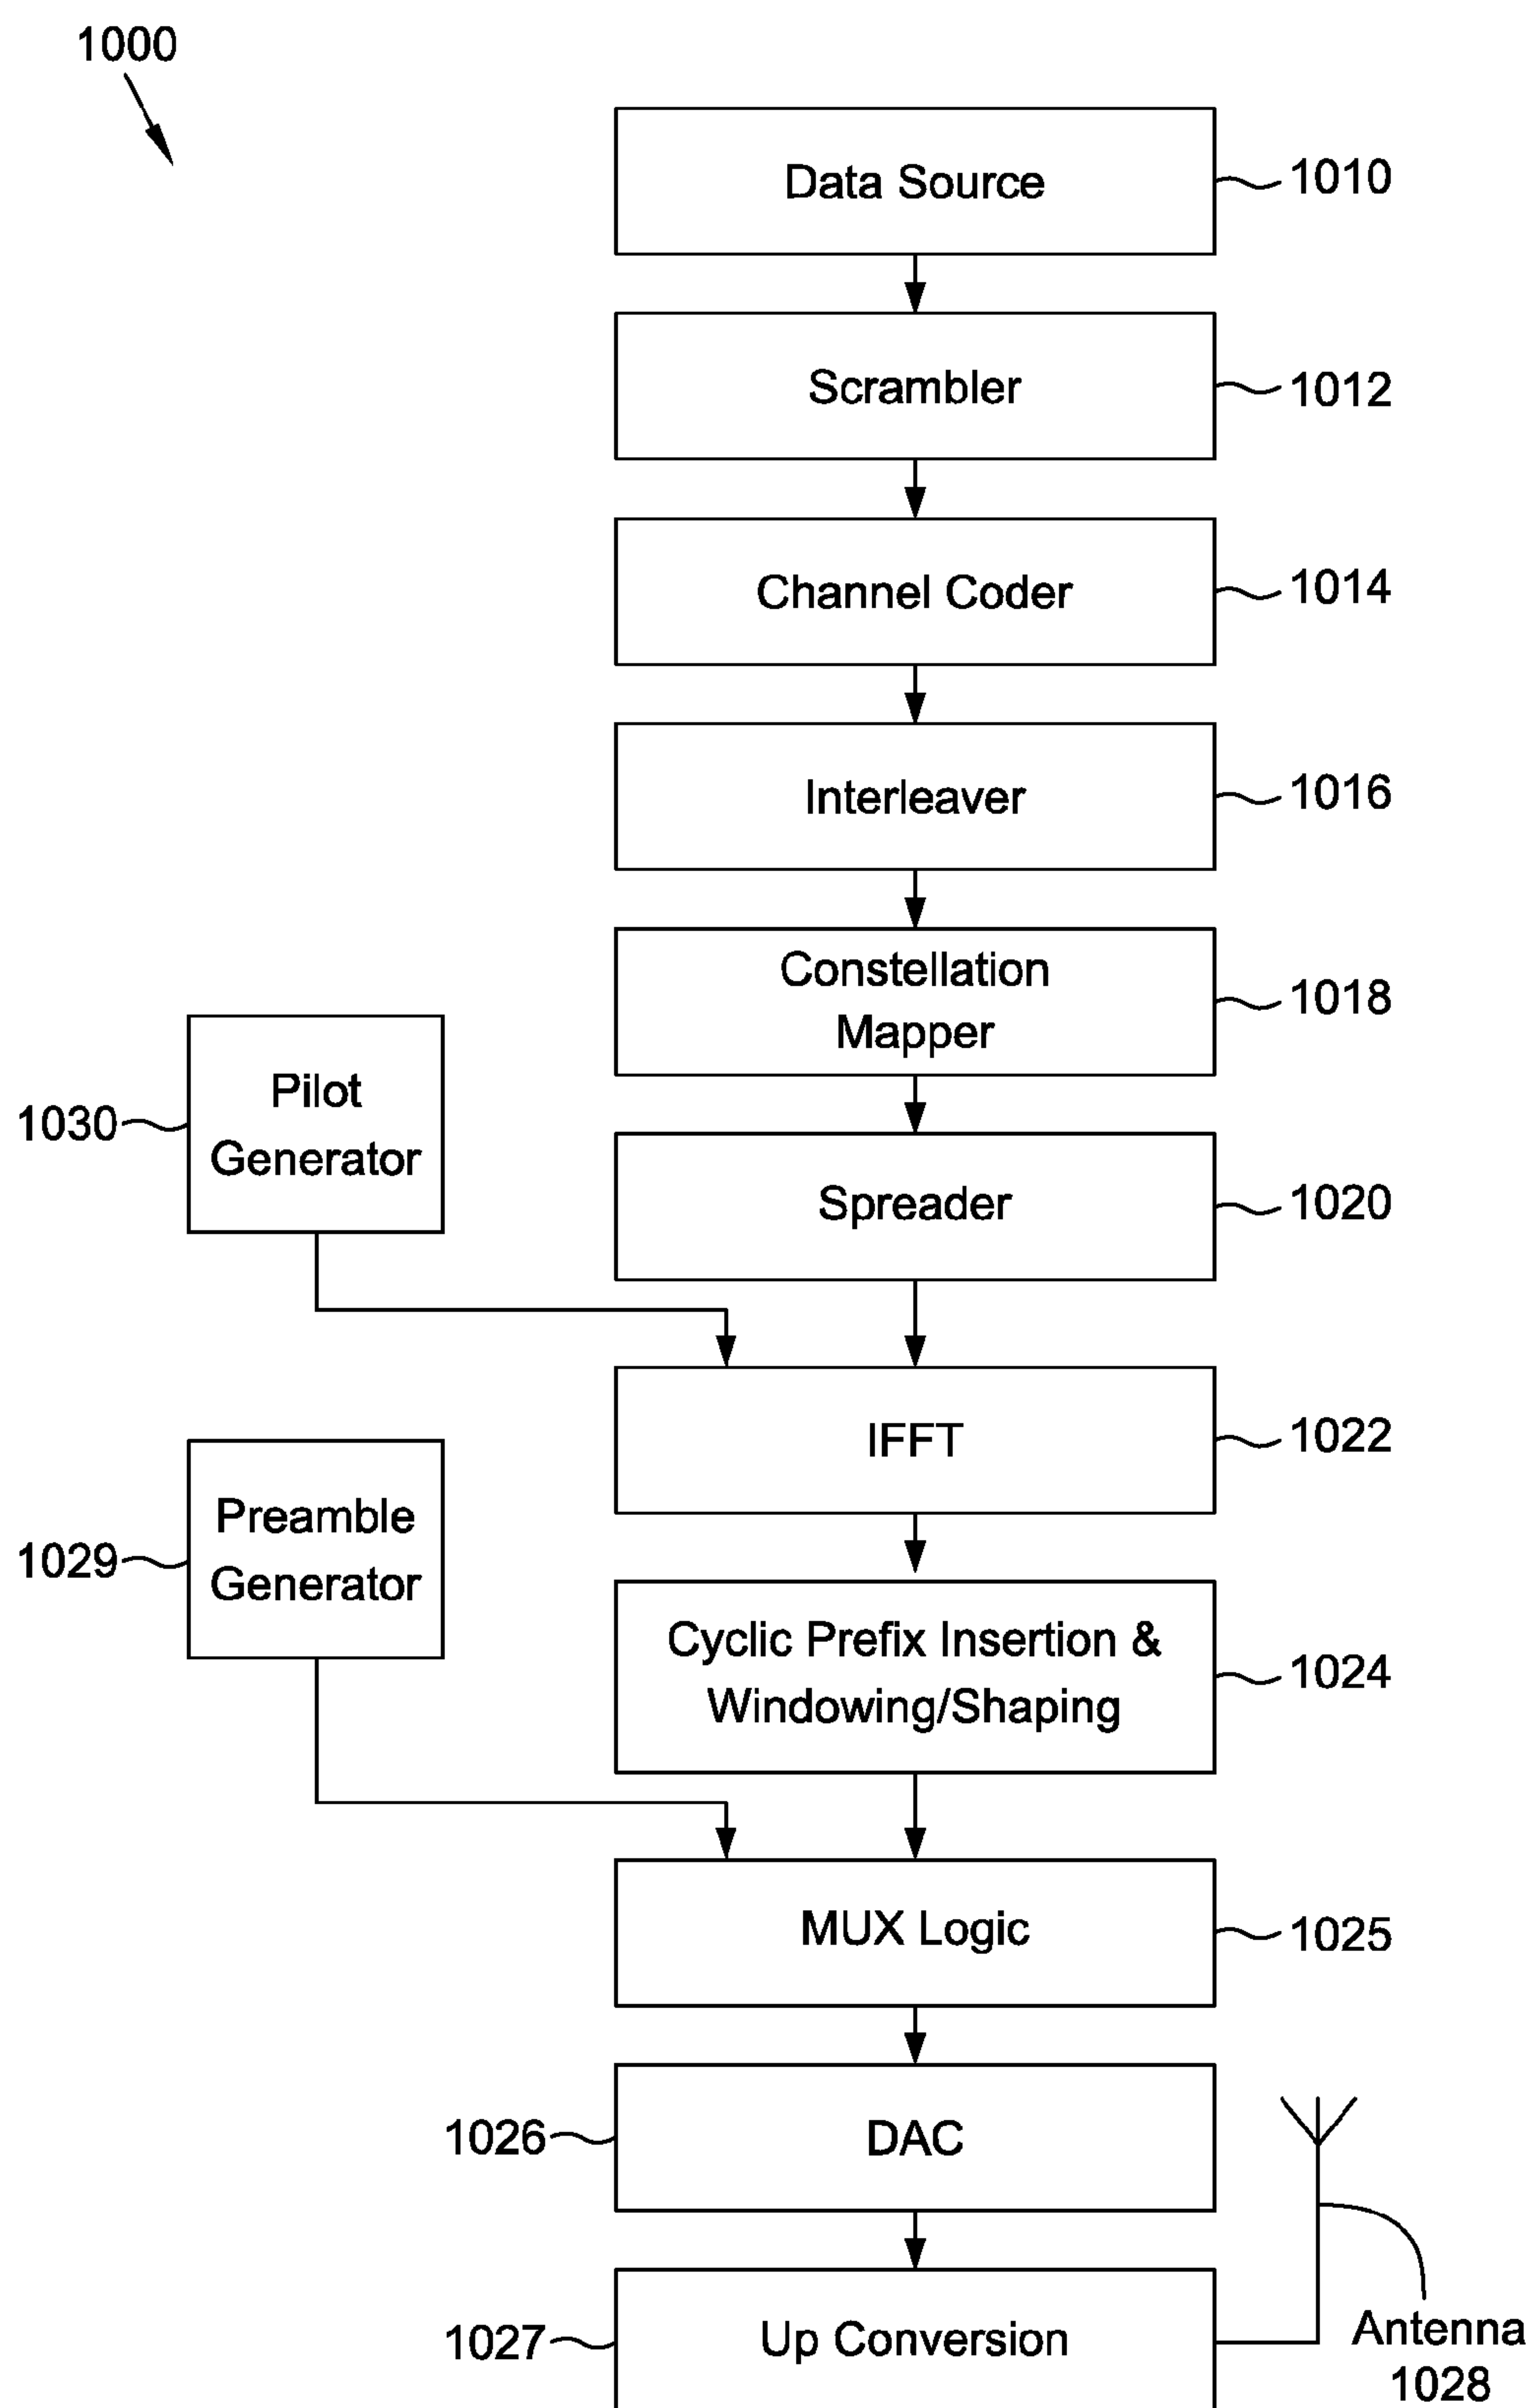 1000
Data Source
1010
Scrambler
1012
Channel Coder
1014
Interleaver
1016
Constellation
Mapper
1018
Pilot
Generator
1030
Spreader
1020
IFFT
1022
Preamble
Generator
1029
Cyclic Prefix Insertion &
Windowing/Shaping
1024
MUX Logic
1025
DAC
1026
Up Conversion
1027
Antenna
1028